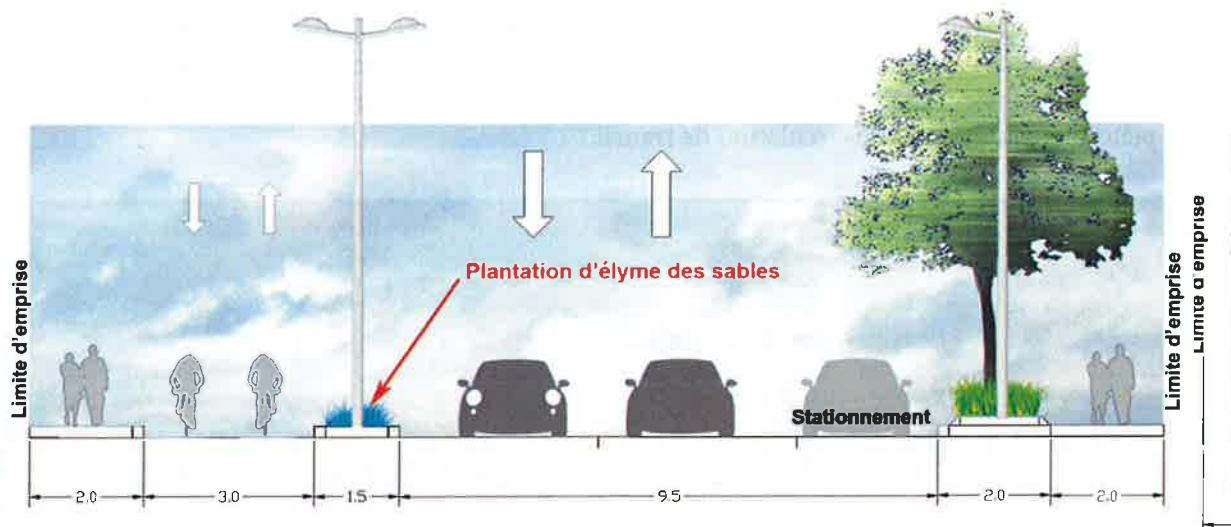 Plantation d'élyme des sables
Limite d'emprise
Stationnement
Limite d'emprise
Limite d'emprise
2.0
3.0
1.5
9.5
2.0
2.0